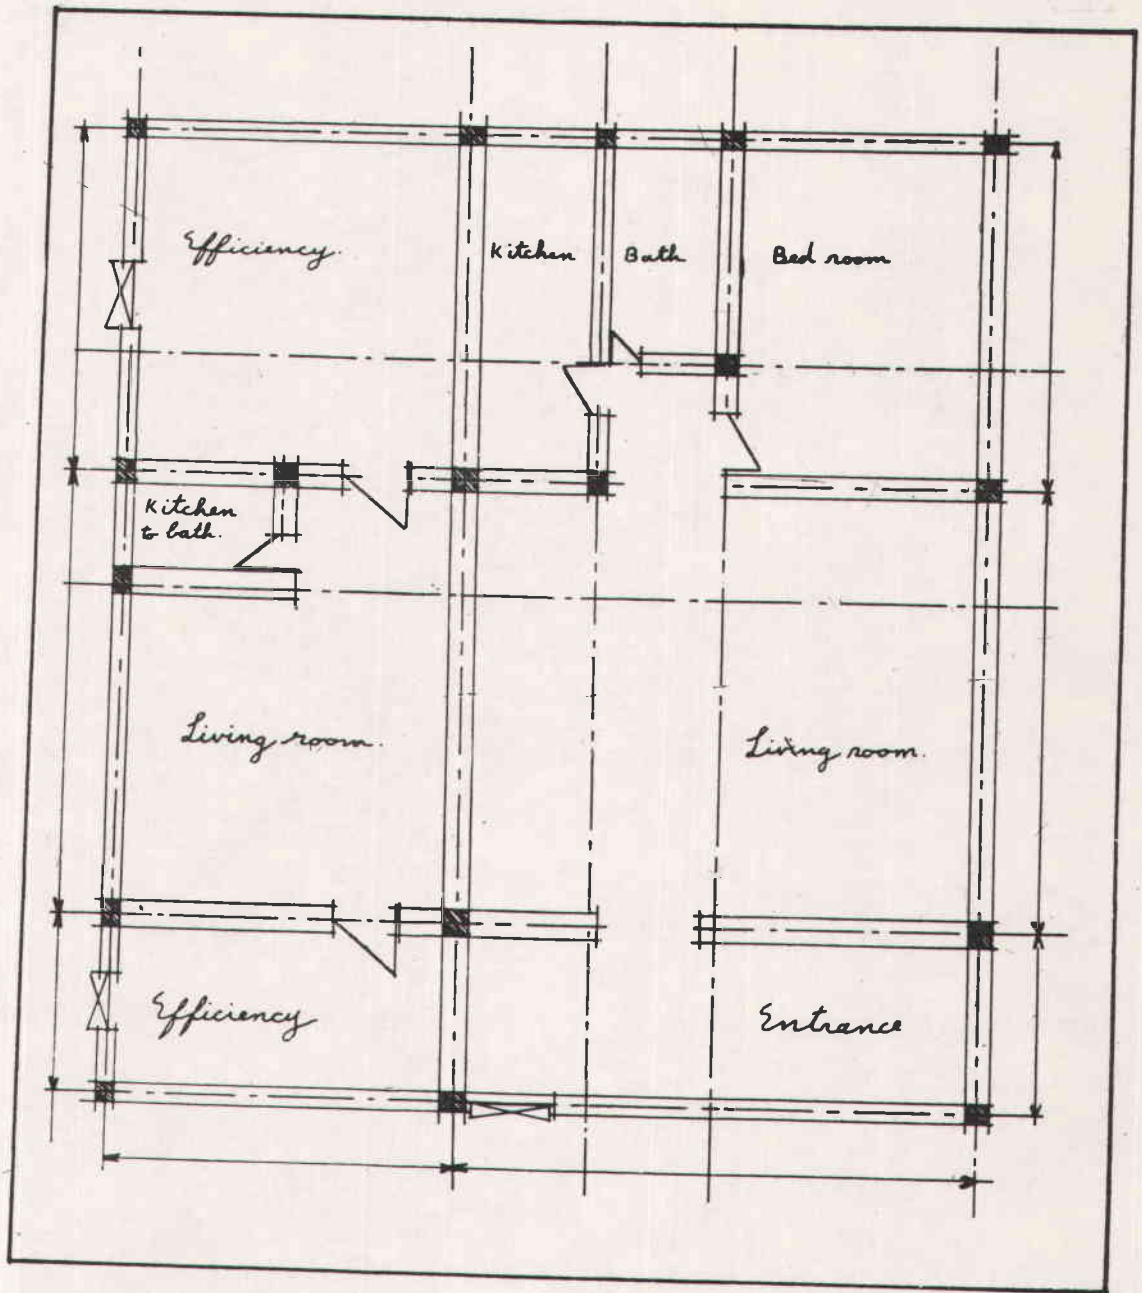 Efficiency.
Kitchen
Bath
Bed room
Kitchen
to bath.
Living room.
Living room.
Efficiency
Entrance